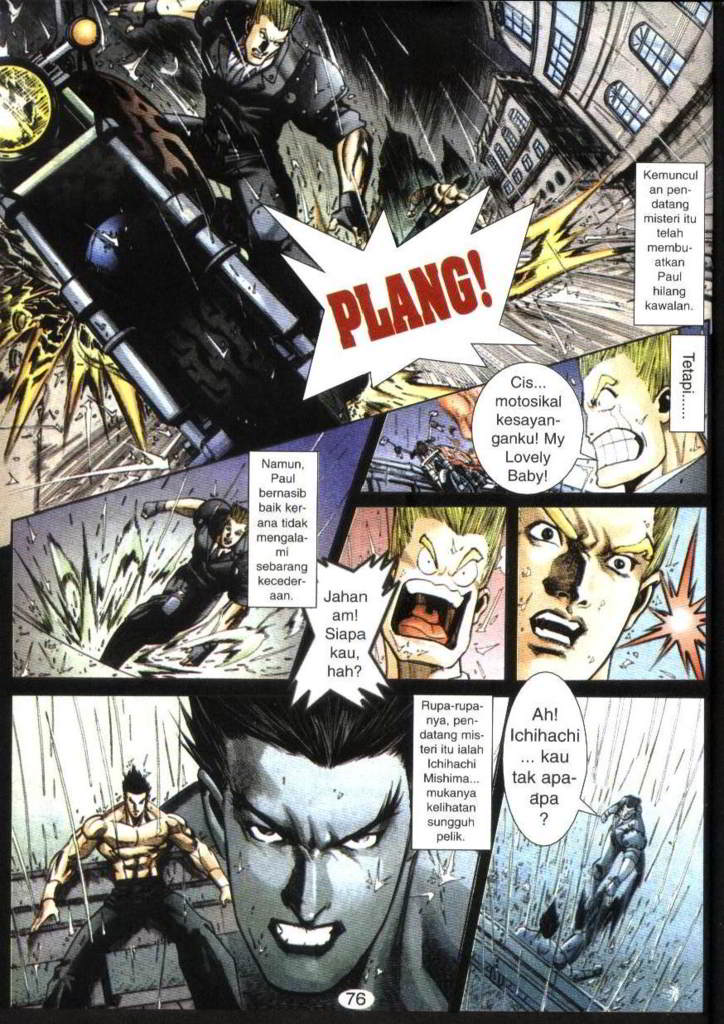 Kemuncul
an pen-
datang
misteri itu
telah
membu-
atkan
Paul
hilang
kawalan.
PLANG!
Tetapi......
Cis...
motosikal
kesayan-
ganku! My
Lovely
Baby!
Namun,
Paul
bernasib
baik ker-
ana tidak
mengala-
mi
sebarang
keceder-
aan.
Jahan
am!
Siapa
kau,
hah?
Rupa-rupa-
nya, pen-
datang mis-
teri itu ialah
Ichihachi
Mishima...
mukanya
kelihatan
sungguh
pelik.
Ah!
Ichihachi
... kau
tak apa-
apa
?
76